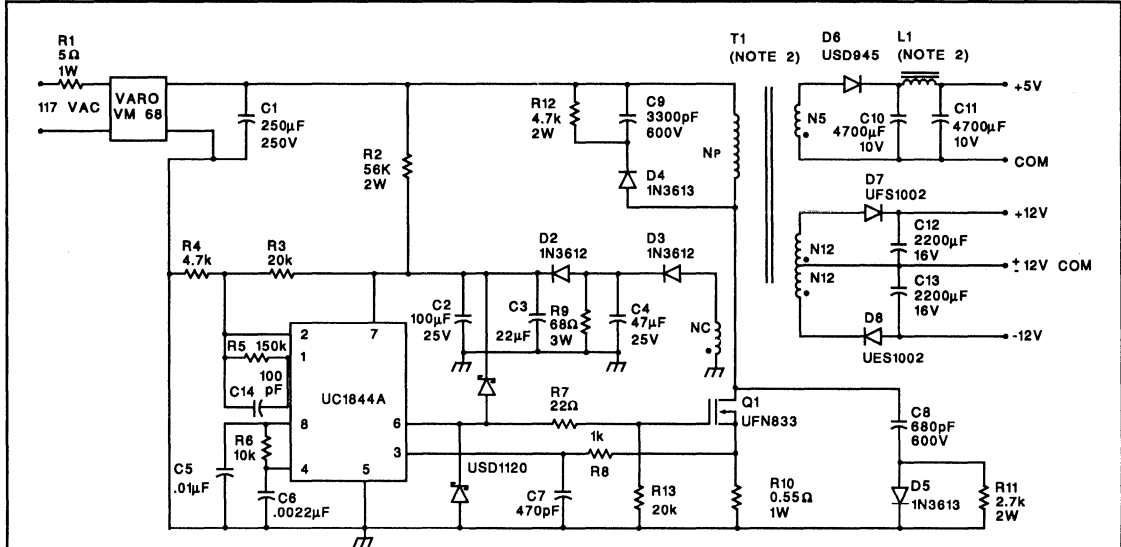 R1
5Ω
1W
117 VAC
VARO
VM 68
C1
250µF
250V
R2
56K
2W
R12
4.7k
2W
C9
3300pF
600V
D4
1N3613
NP
T1
(NOTE 2)
D6
USD945
L1
(NOTE 2)
+5V
N5
C10
4700µF
10V
C11
4700µF
10V
COM
D7
UFS1002
+12V
C12
2200µF
16V
N12
N12
± 12V COM
C13
2200µF
16V
D8
UES1002
-12V
R4
4.7k
R3
20k
D2
1N3612
D3
1N3612
C2
100µF
25V
C3
22µF
R9
68Ω
3W
C4
47µF
25V
NC
2
7
R5 150k
1
100
pF
C14
UC1844A
8
6
R6
10k
4
5
3
C5
.01µF
C6
.0022µF
USD1120
R7
22Ω
1k
R8
C7
470pF
R13
20k
Q1
UFN833
R10
0.55Ω
1W
C8
680pF
600V
D5
1N3613
R11
2.7k
2W